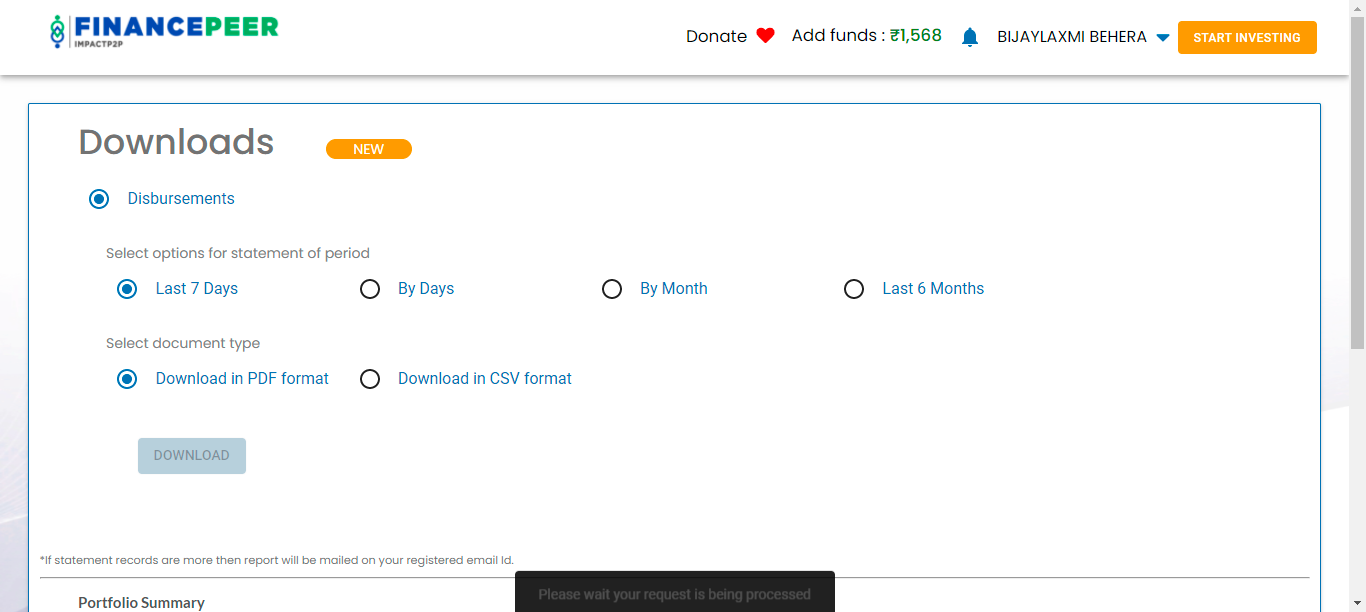 FINANCEPEER
IMPACTP2P
Donate Add funds : ₹1,568 BIJAYLAXMI BEHERA START INVESTING
Downloads NEW
Disbursements
Select options for statement of period
Last 7 Days By Days By Month Last 6 Months
Select document type
Download in PDF format Download in CSV format
DOWNLOAD
*If statement records are more then report will be mailed on your registered email Id.
Please wait your request is being processed
Portfolio Summary